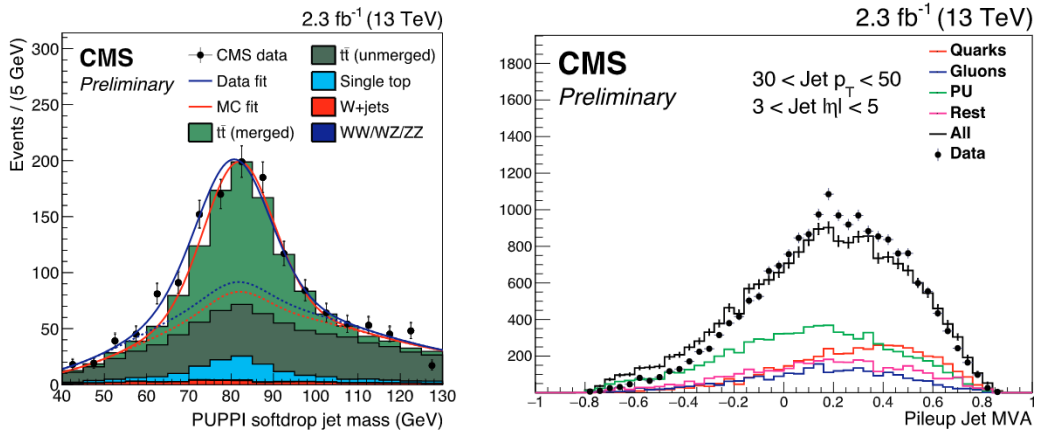 2.3 fb⁻¹ (13 TeV)
CMS
Preliminary
CMS data
Data fit
MC fit
tt̄ (merged)
tt̄ (unmerged)
Single top
W+jets
WW/WZ/ZZ
Events / (5 GeV)
300
250
200
150
100
50
0
40 50 60 70 80 90 100 110 120 130
PUPPI softdrop jet mass (GeV)
2.3 fb⁻¹ (13 TeV)
CMS
Preliminary
30 < Jet p_T < 50
3 < Jet |η| < 5
Quarks
Gluons
PU
Rest
All
Data
1800
1600
1400
1200
1000
800
600
400
200
−1 −0.8 −0.6 −0.4 −0.2 0 0.2 0.4 0.6 0.8 1
Pileup Jet MVA